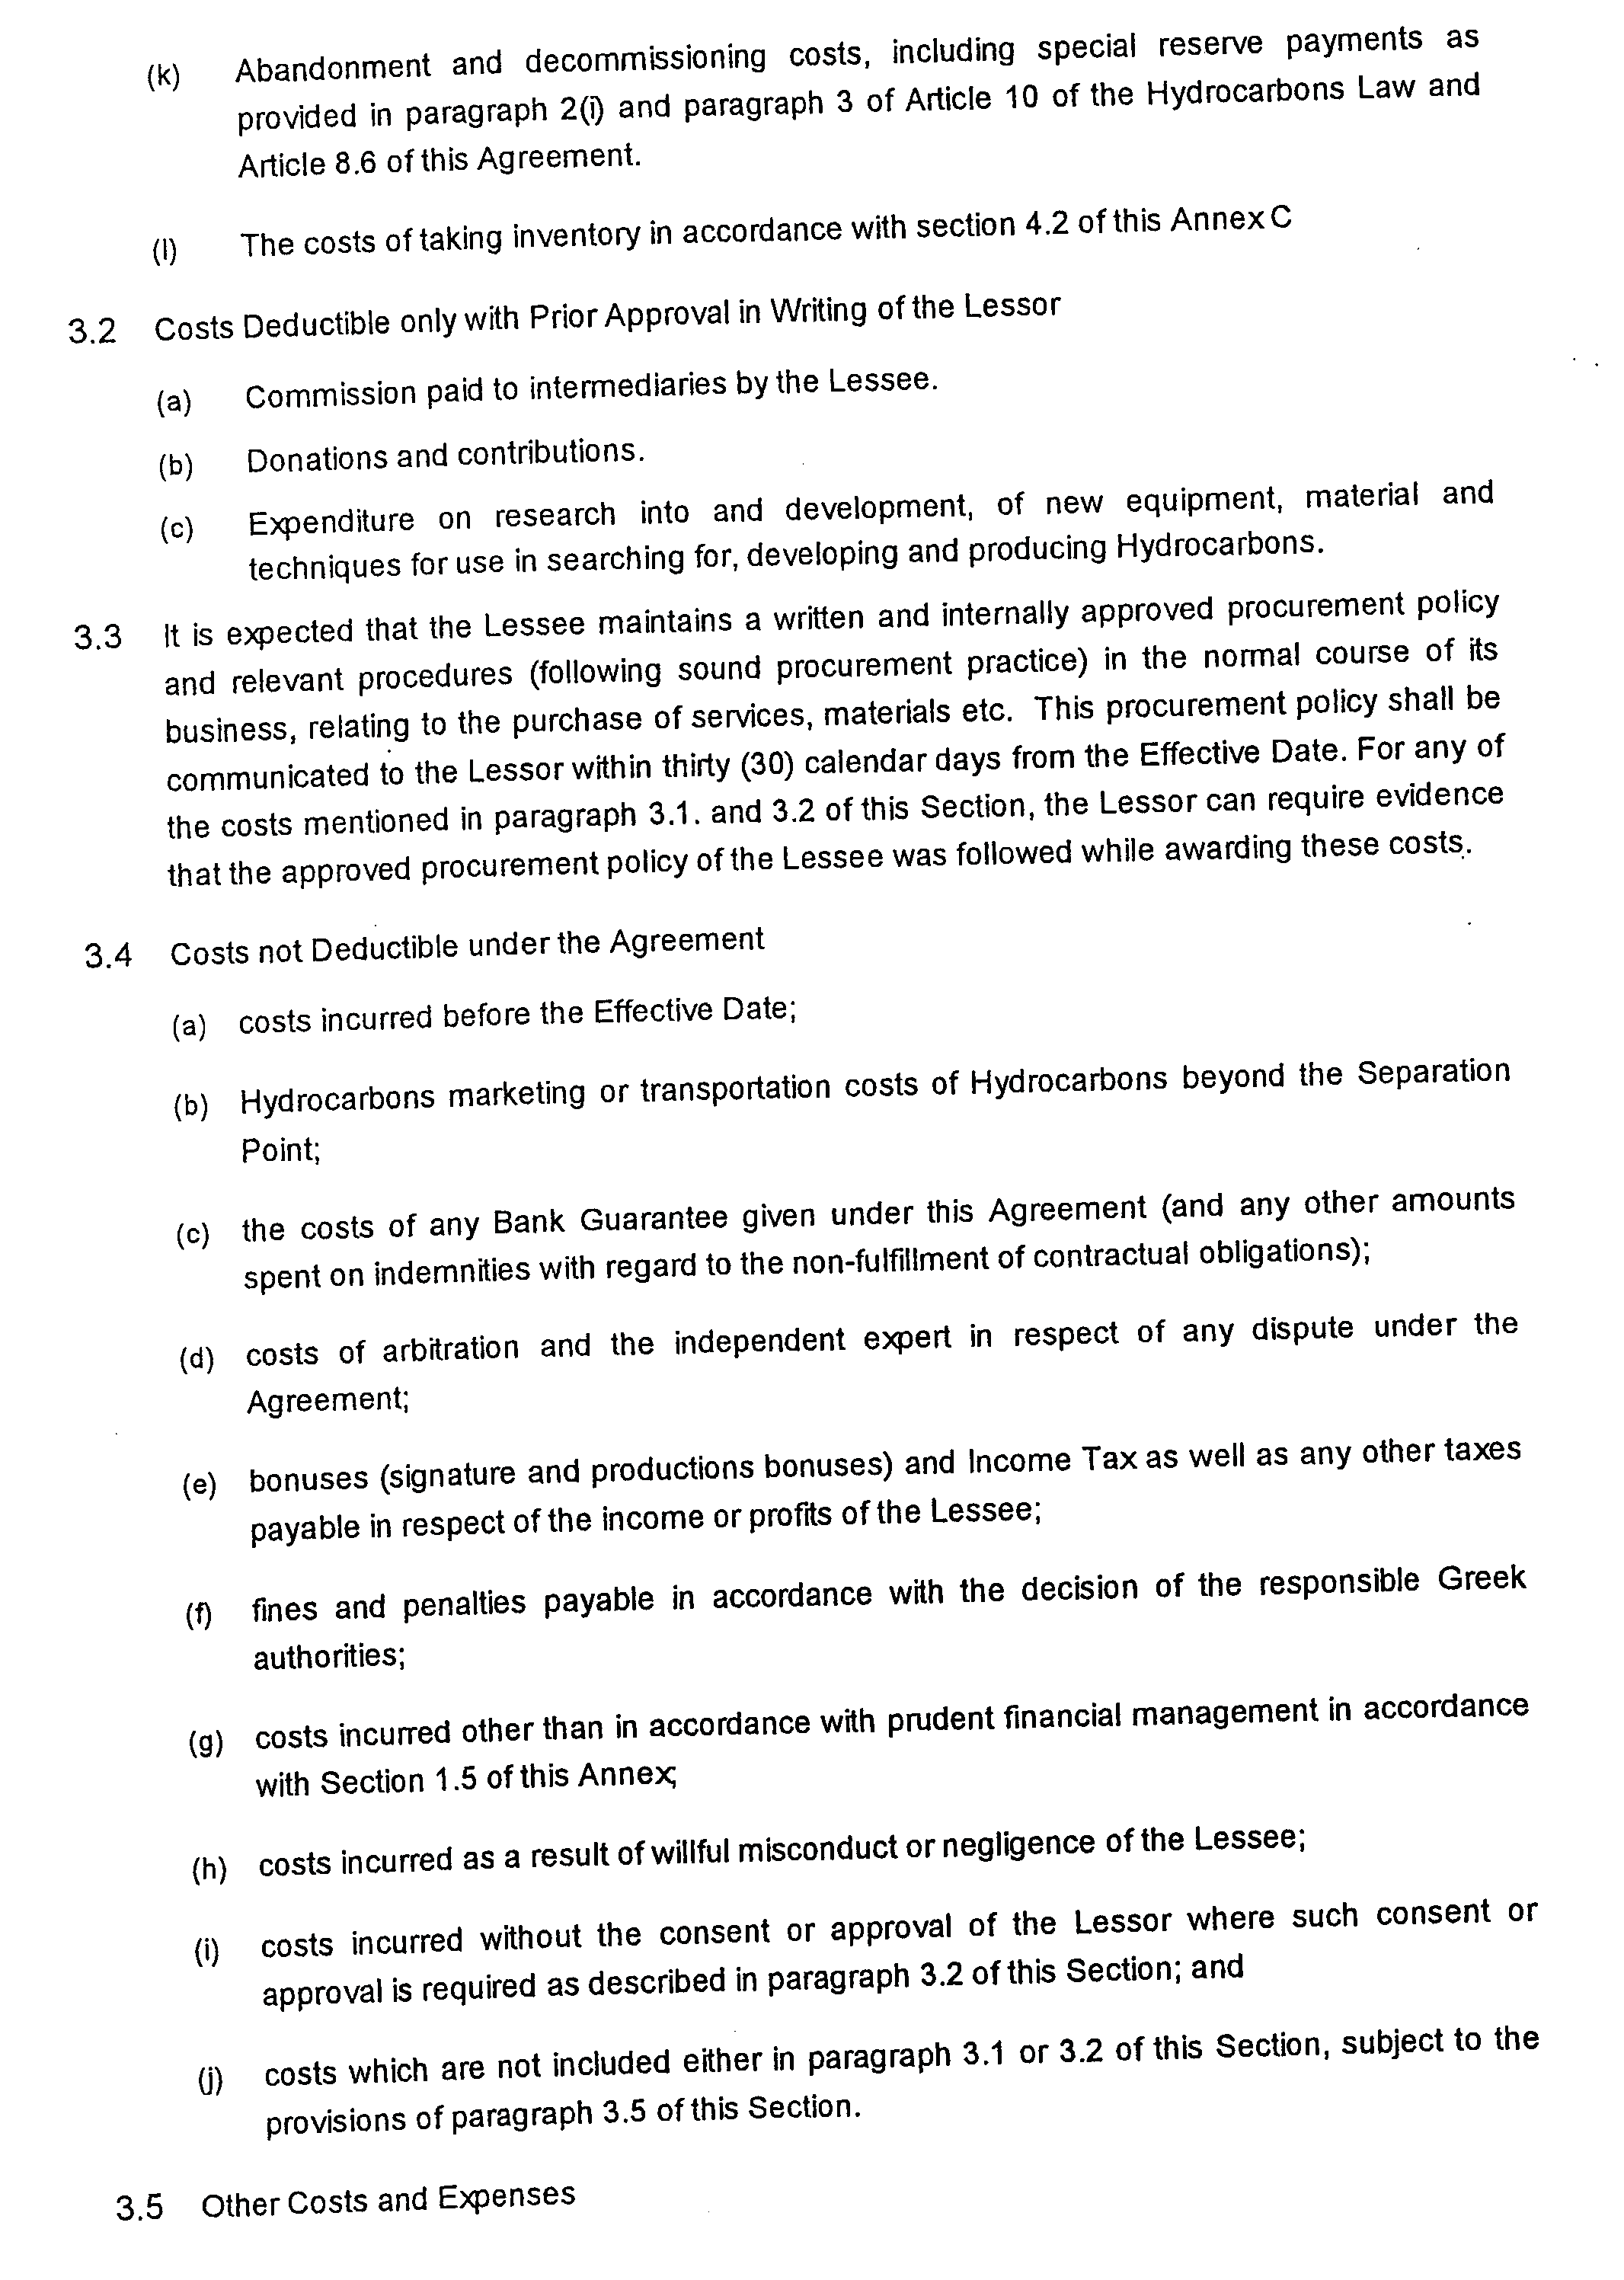 (k) Abandonment and decommissioning costs, including special reserve payments as
provided in paragraph 2(i) and paragraph 3 of Article 10 of the Hydrocarbons Law and
Article 8.6 of this Agreement.
(l) The costs of taking inventory in accordance with section 4.2 of this Annex C
3.2 Costs Deductible only with Prior Approval in Writing of the Lessor
(a) Commission paid to intermediaries by the Lessee.
(b) Donations and contributions.
(c) Expenditure on research into and development, of new equipment, material and
techniques for use in searching for, developing and producing Hydrocarbons.
3.3 It is expected that the Lessee maintains a written and internally approved procurement policy
and relevant procedures (following sound procurement practice) in the normal course of its
business, relating to the purchase of services, materials etc. This procurement policy shall be
communicated to the Lessor within thirty (30) calendar days from the Effective Date. For any of
the costs mentioned in paragraph 3.1. and 3.2 of this Section, the Lessor can require evidence
that the approved procurement policy of the Lessee was followed while awarding these costs.
3.4 Costs not Deductible under the Agreement
(a) costs incurred before the Effective Date;
(b) Hydrocarbons marketing or transportation costs of Hydrocarbons beyond the Separation
Point;
(c) the costs of any Bank Guarantee given under this Agreement (and any other amounts
spent on indemnities with regard to the non-fulfillment of contractual obligations);
(d) costs of arbitration and the independent expert in respect of any dispute under the
Agreement;
(e) bonuses (signature and productions bonuses) and Income Tax as well as any other taxes
payable in respect of the income or profits of the Lessee;
(f) fines and penalties payable in accordance with the decision of the responsible Greek
authorities;
(g) costs incurred other than in accordance with prudent financial management in accordance
with Section 1.5 of this Annex;
(h) costs incurred as a result of willful misconduct or negligence of the Lessee;
(i) costs incurred without the consent or approval of the Lessor where such consent or
approval is required as described in paragraph 3.2 of this Section; and
(j) costs which are not included either in paragraph 3.1 or 3.2 of this Section, subject to the
provisions of paragraph 3.5 of this Section.
3.5 Other Costs and Expenses